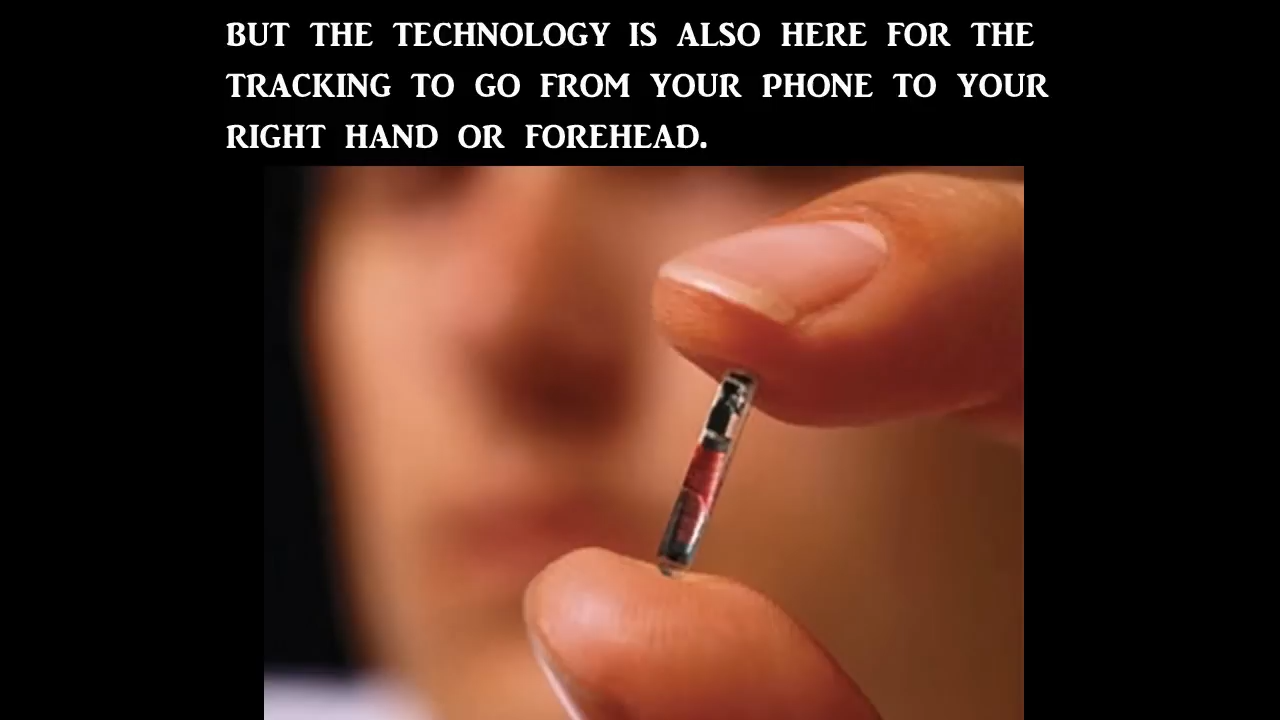 BUT THE TECHNOLOGY IS ALSO HERE FOR THE
TRACKING TO GO FROM YOUR PHONE TO YOUR
RIGHT HAND OR FOREHEAD.